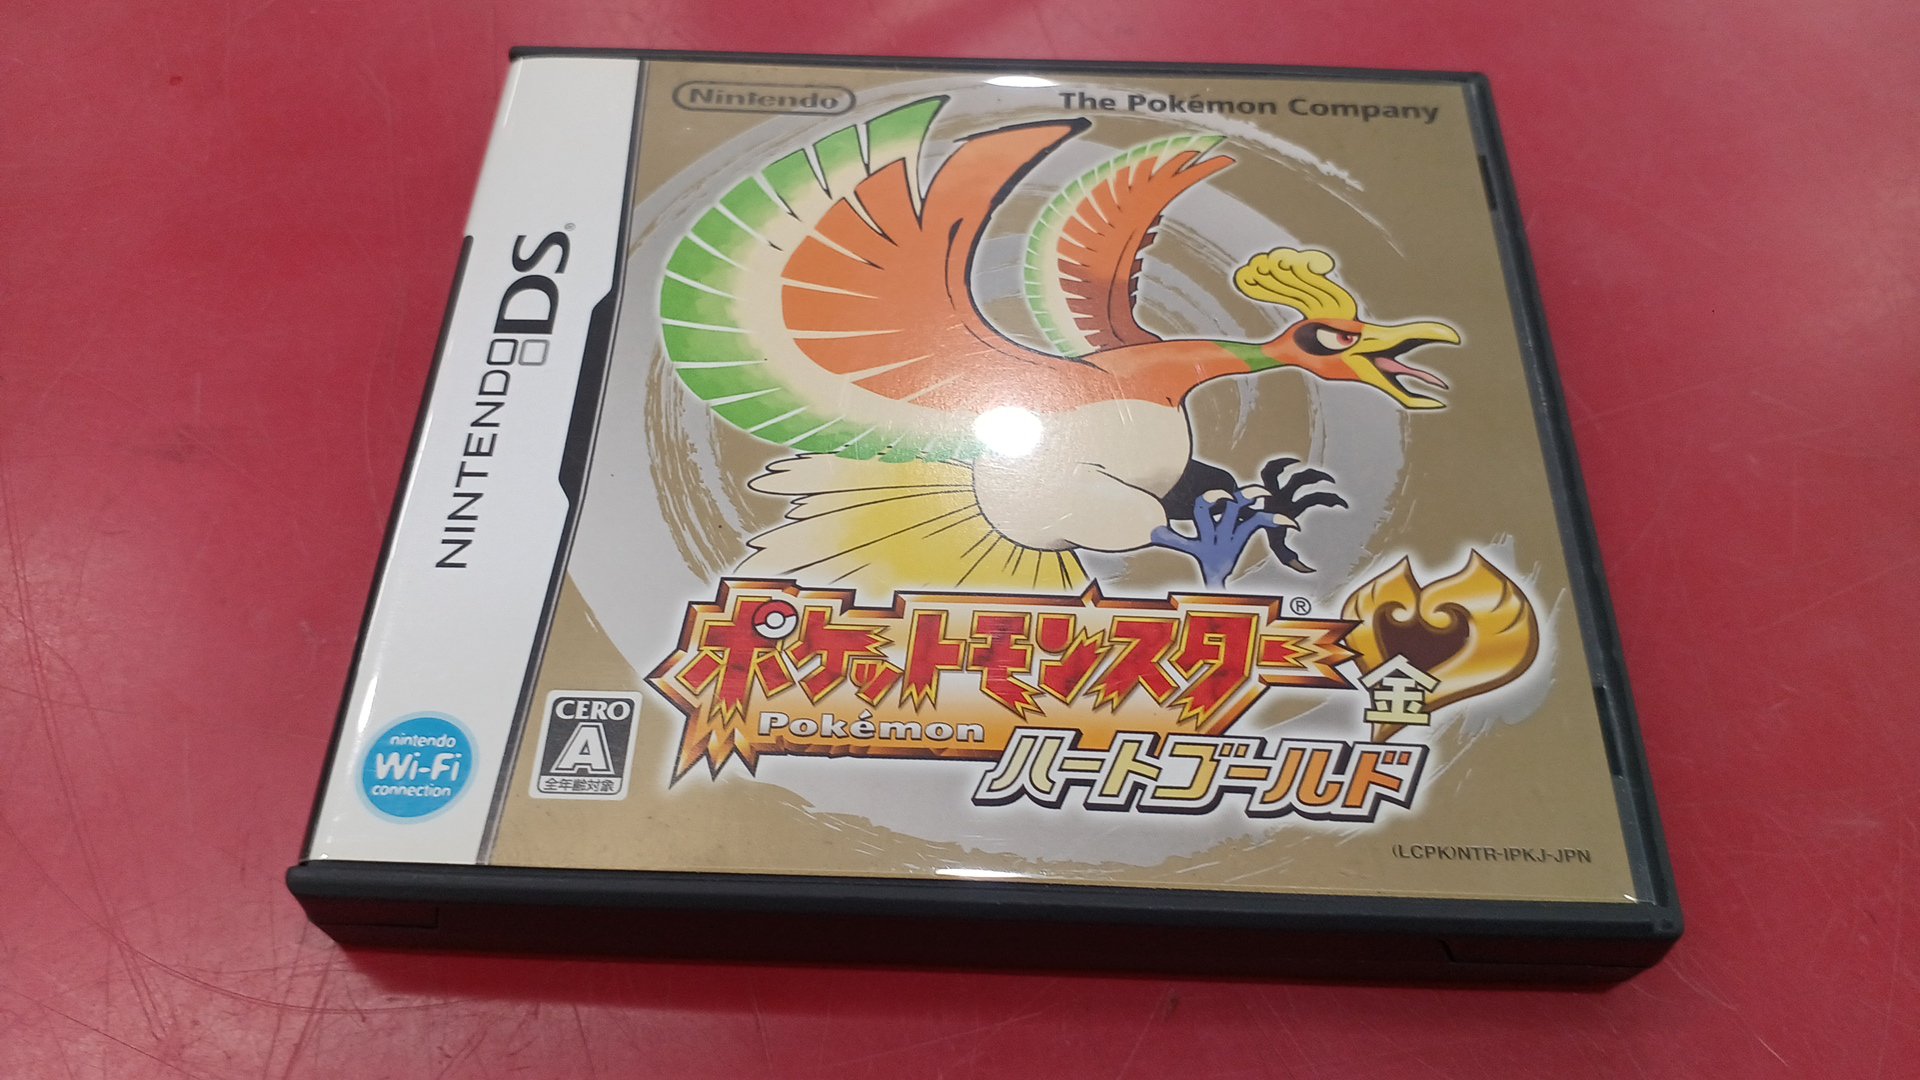 Nintendo
The Pokémon Company
NINTENDO DS®
ポケットモンスター®
Pokémon
金
ハートゴールド
CERO
A
全年齢対象
nintendo
Wi-Fi
connection
(LCPK)NTR-IPKJ-JPN